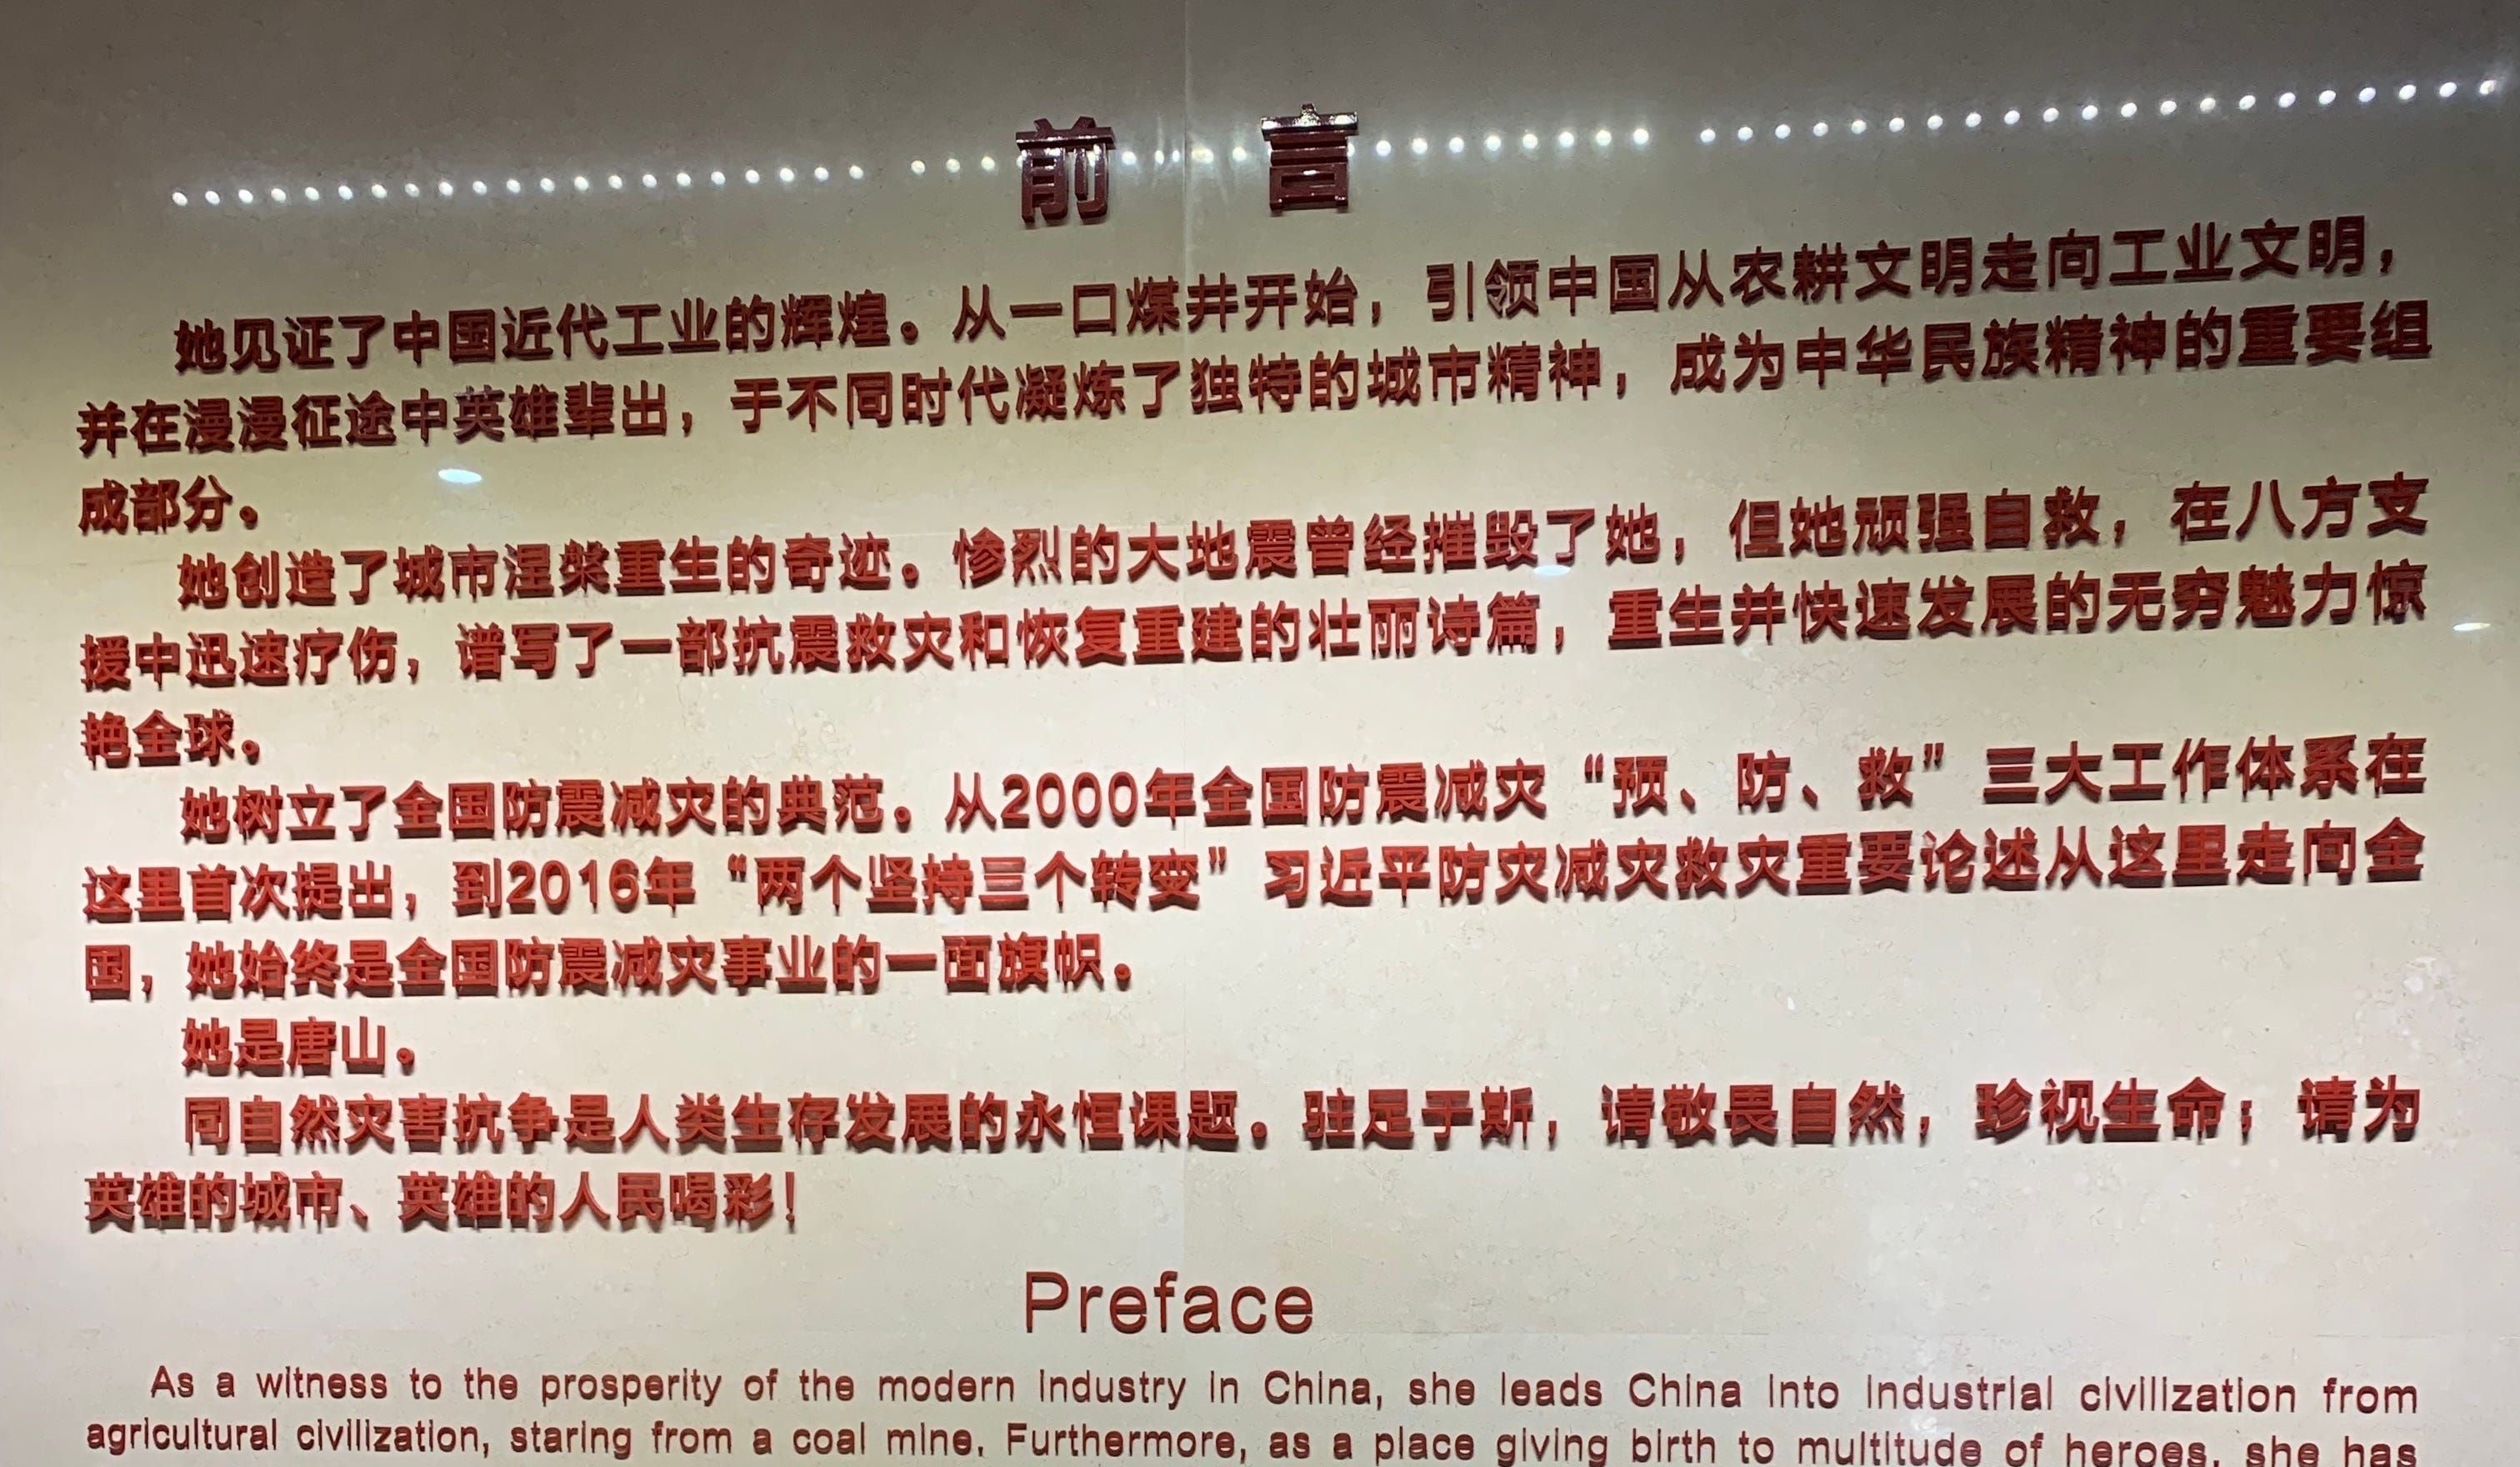 前言
她见证了中国近代工业的辉煌。从一口煤井开始，引领中国从农耕文明走向工业文明，
并在漫漫征途中英雄辈出，于不同时代凝炼了独特的城市精神，成为中华民族精神的重要组
成部分。
她创造了城市涅槃重生的奇迹。惨烈的大地震曾经摧毁了她，但她顽强自救，在八方支
援中迅速疗伤，谱写了一部抗震救灾和恢复重建的壮丽诗篇，重生并快速发展的无穷魅力惊
艳全球。
她树立了全国防震减灾的典范。从2000年全国防震减灾“预、防、救”三大工作体系在
这里首次提出，到2016年“两个坚持三个转变”习近平防灾减灾救灾重要论述从这里走向全
国，她始终是全国防震减灾事业的一面旗帜。
她是唐山。
同自然灾害抗争是人类生存发展的永恒课题。驻足于斯，请敬畏自然，珍视生命；请为
英雄的城市、英雄的人民喝彩！
Preface
As a witness to the prosperity of the modern industry in China, she leads China into industrial civilization from
agricultural civilization, staring from a coal mine. Furthermore, as a place giving birth to multitude of heroes, she has